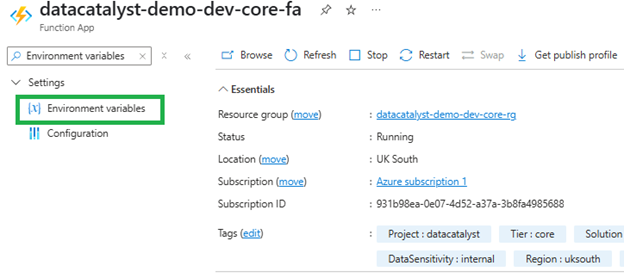 datacatalyst-demo-dev-core-fa
Function App
Environment variables
Browse Refresh Stop Restart Swap Get publish profile
Settings
Environment variables
Configuration
Essentials
Resource group (move) : datacatalyst-demo-dev-core-rg
Status : Running
Location (move) : UK South
Subscription (move) : Azure subscription 1
Subscription ID : 931b98ea-0e07-4d52-a37a-3b8fa4985688
Tags (edit) : Project : datacatalyst Tier : core Solution
DataSensitivity : internal Region : uksouth